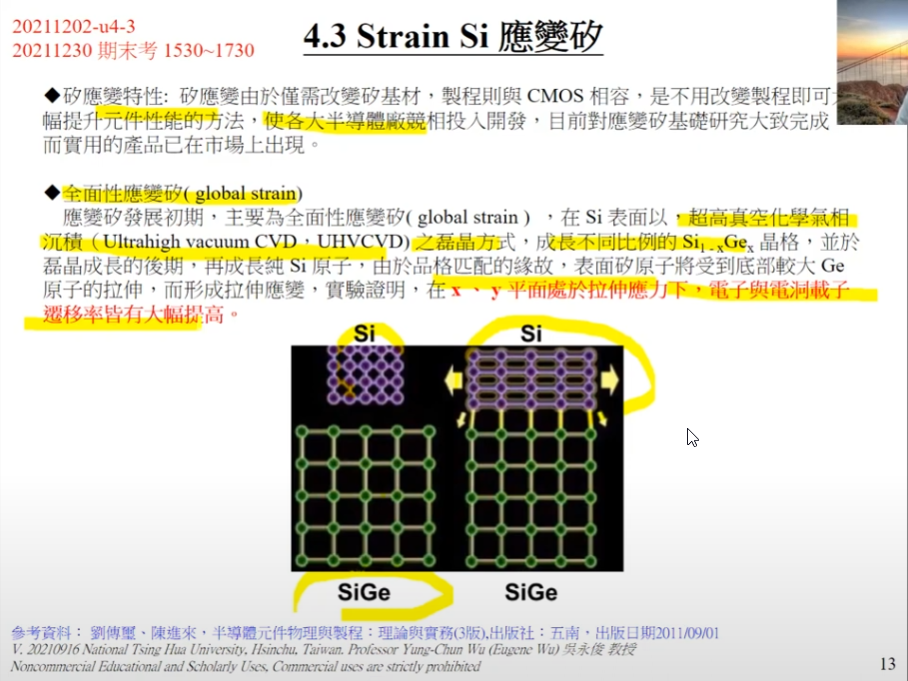 20211202-u4-3
20211230 期末考 1530~1730
4.3 Strain Si 應變矽
◆矽應變特性: 矽應變由於僅需改變矽基材，製程則與 CMOS 相容，是不用改變製程即可大
幅提升元件性能的方法，使各大半導體廠競相投入開發，目前對應變矽基礎研究大致完成
而實用的產品已在市場上出現。
◆全面性應變矽( global strain)
應變矽發展初期，主要為全面性應變矽( global strain ) ，在 Si 表面以，超高真空化學氣相
沉積（Ultrahigh vacuum CVD，UHVCVD) 之磊晶方式，成長不同比例的 Si1-xGex 晶格，並於
磊晶成長的後期，再成長純 Si 原子，由於品格匹配的緣故，表面矽原子將受到底部較大 Ge
原子的拉伸，而形成拉伸應變，實驗證明，在 x 、 y 平面處於拉伸應力下，電子與電洞載子
遷移率皆有大幅提高。
Si Si
SiGe SiGe
參考資料： 劉傳璽、陳進來，半導體元件物理與製程：理論與實務(3版),出版社：五南，出版日期2011/09/01
V. 20210916 National Tsing Hua University, Hsinchu, Taiwan. Professor Yung-Chun Wu (Eugene Wu) 吳永俊 教授
Noncommercial Educational and Scholarly Uses, Commercial uses are strictly prohibited
13